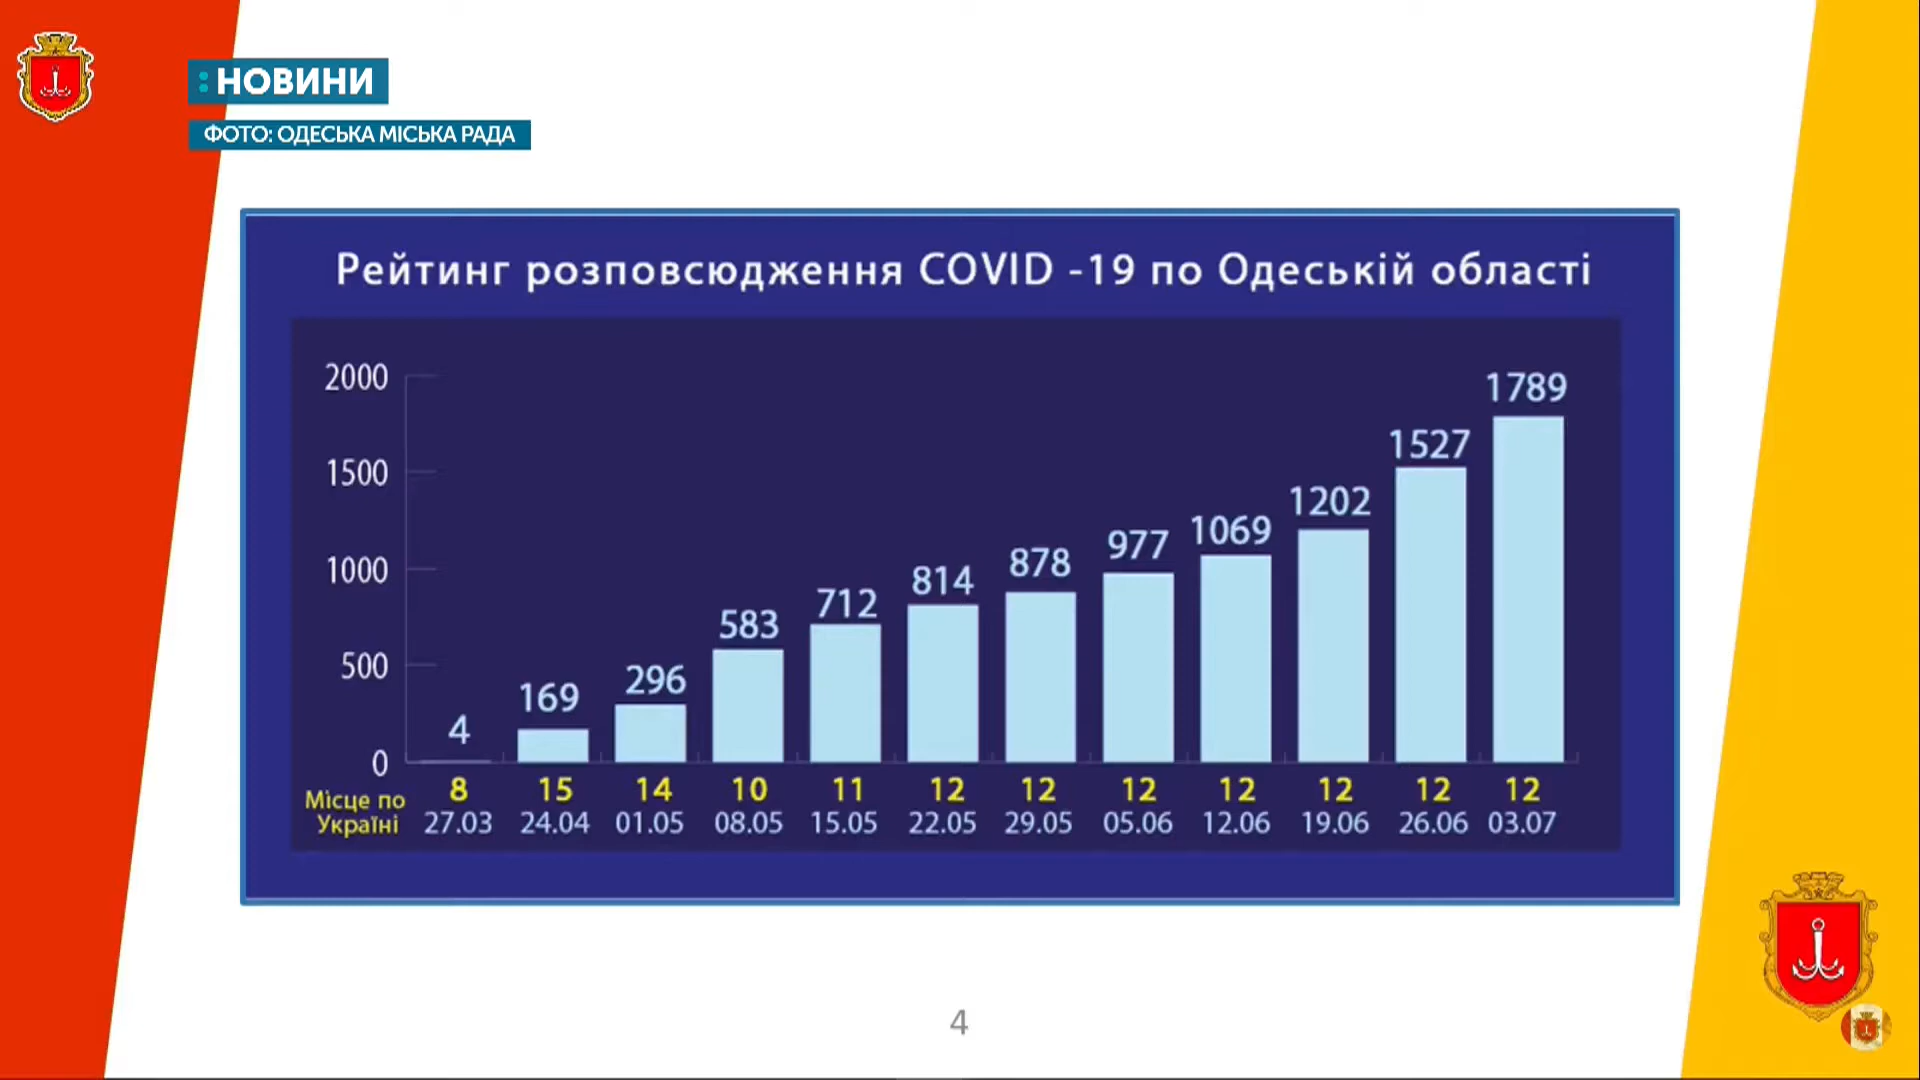 НОВИНИ
ФОТО: ОДЕСЬКА МІСЬКА РАДА
Рейтинг розповсюдження COVID -19 по Одеській області
2000
1500
1000
500
0
4
169
296
583
712
814
878
977
1069
1202
1527
1789
Місце по
Україні
8 15 14 10 11 12 12 12 12 12 12 12
27.03 24.04 01.05 08.05 15.05 22.05 29.05 05.06 12.06 19.06 26.06 03.07
4